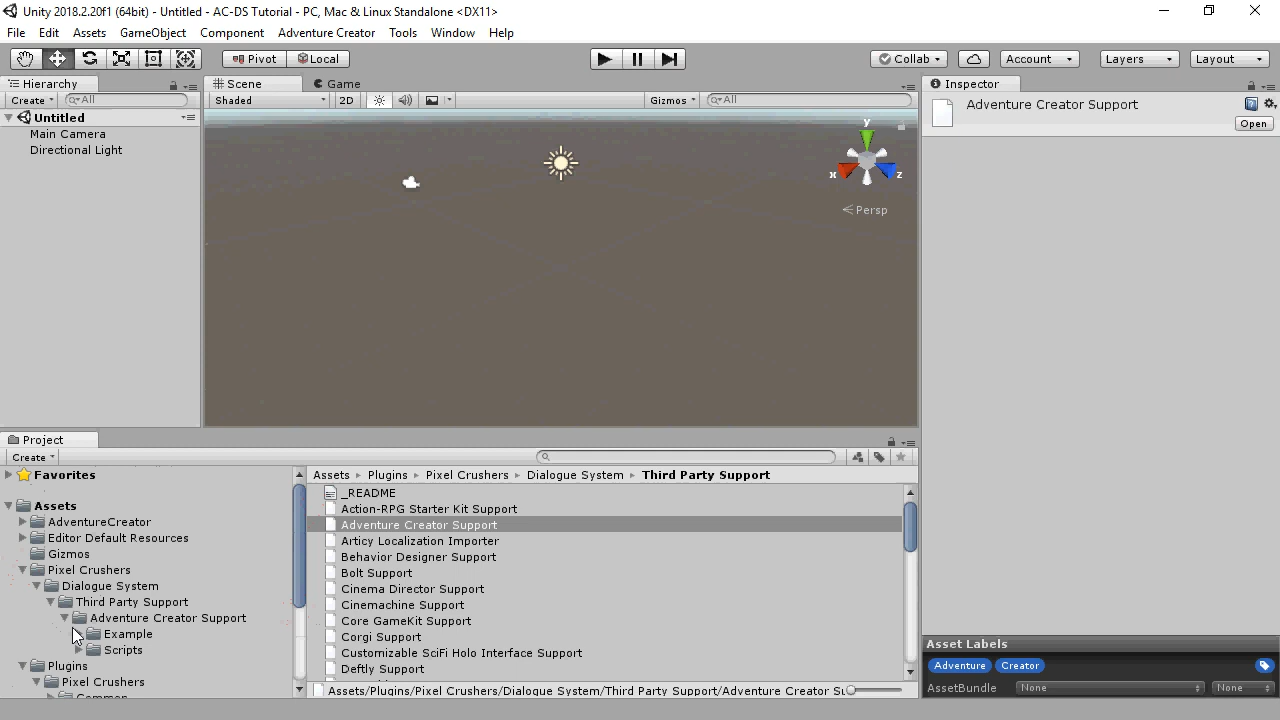 Unity 2018.2.20f1 (64bit) - Untitled - AC-DS Tutorial - PC, Mac & Linux Standalone <DX11>
File Edit Assets GameObject Component Adventure Creator Tools Window Help
Pivot Local Collab Account Layers Layout
Hierarchy
Create All
Untitled
Main Camera
Directional Light
Scene Game
Shaded 2D Gizmos All
y
x z
Persp
Inspector
Adventure Creator Support
Open
Project
Create
Favorites
Assets
AdventureCreator
Editor Default Resources
Gizmos
Pixel Crushers
Dialogue System
Third Party Support
Adventure Creator Support
Example
Scripts
Plugins
Pixel Crushers
Common
Assets Plugins Pixel Crushers Dialogue System Third Party Support
_README
Action-RPG Starter Kit Support
Adventure Creator Support
Articy Localization Importer
Behavior Designer Support
Bolt Support
Cinema Director Support
Cinemachine Support
Core GameKit Support
Corgi Support
Customizable SciFi Holo Interface Support
Deftly Support
Assets/Plugins/Pixel Crushers/Dialogue System/Third Party Support/Adventure Creator Su
Asset Labels
Adventure Creator
AssetBundle None None